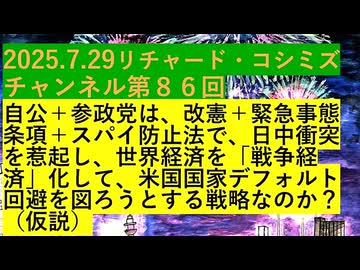 2025.7.29リチャード・コシミズ
チャンネル第８６回
自公＋参政党は、改憲＋緊急事態
条項＋スパイ防止法で、日中衝突
を惹起し、世界経済を「戦争経
済」化して、米国国家デフォルト
回避を図ろうとする戦略なのか？
（仮説）